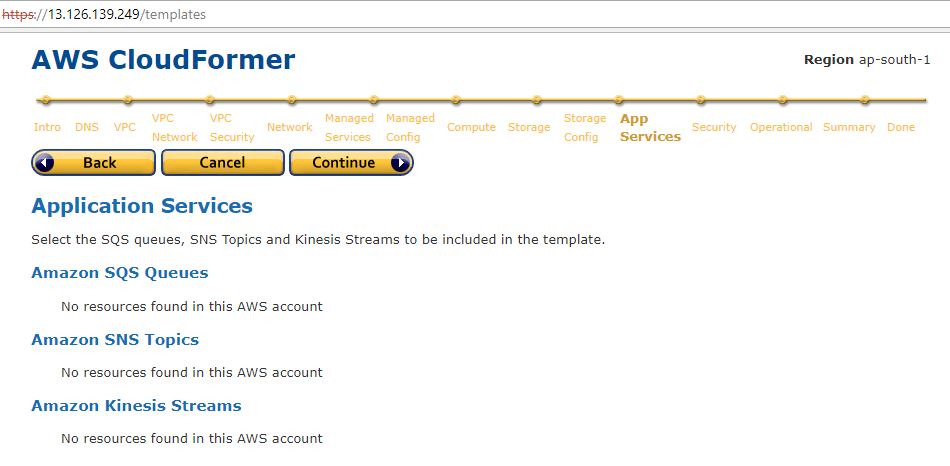 https://13.126.139.249/templates
AWS CloudFormer
Region ap-south-1
Intro DNS VPC VPC Network VPC Security Network Managed Services Managed Config Compute Storage Storage Config App Services Security Operational Summary Done
Back Cancel Continue
Application Services
Select the SQS queues, SNS Topics and Kinesis Streams to be included in the template.
Amazon SQS Queues
No resources found in this AWS account
Amazon SNS Topics
No resources found in this AWS account
Amazon Kinesis Streams
No resources found in this AWS account